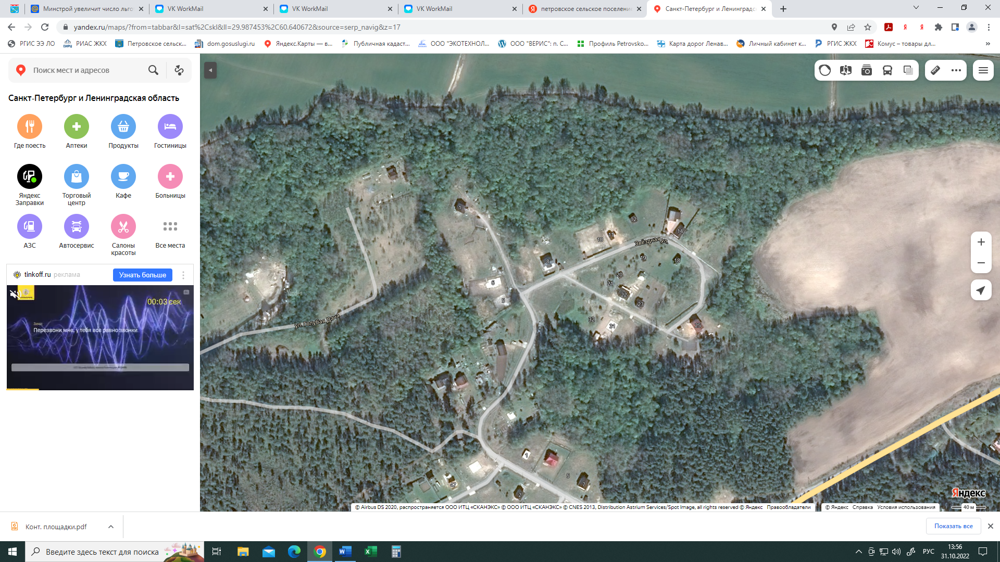 Минстрой увеличит число льго
VK WorkMail
VK WorkMail
VK WorkMail
петровское сельское поселение
Санкт-Петербург и Ленинградс
yandex.ru/maps/?from=tabbar&l=sat%2Cskl&ll=29.987453%2C60.640672&source=serp_navig&z=17
РГИС ЭЭ ЛО
РИАС ЖКХ
Петровское сельск...
dom.gosuslugi.ru
Яндекс.Карты — в...
Публичная кадаст...
ООО "ЭКОТЕХНОЛ...
ООО "ВЕРИС": п. С...
Профиль Petrovsko...
Карта дорог Ленав...
Личный кабинет к...
РГИС ЖКХ
Комус – товары дл...
»
Поиск мест и адресов
Санкт-Петербург и Ленинградская область
Где поесть
Аптеки
Продукты
Гостиницы
Яндекс Заправки
Торговый центр
Кафе
Больницы
АЗС
Автосервис
Салоны красоты
Все места
tinkoff.ru реклама
Узнать больше
00:03 сек
Зина:
Перезвони мне, у тебя все равно звонки
1
12
14
11
10
Звёздная ул.
8
19
18
20
21
6
22
5
23
Yandex
ул. Голубая Дача
32
31
25
1
5
7
47
2
Яндекс
40 м
© Airbus DS 2020, распространяется ООО ИТЦ «СКАНЭКС» © ООО ИТЦ «СКАНЭКС» © CNES 2013, Distribution Astrium Services/Spot Image, all rights reserved © Яндекс Правообладатели
© Яндекс Справка Условия использования
Конт. площадки.pdf
Показать все
Введите здесь текст для поиска
РУС
13:56
31.10.2022